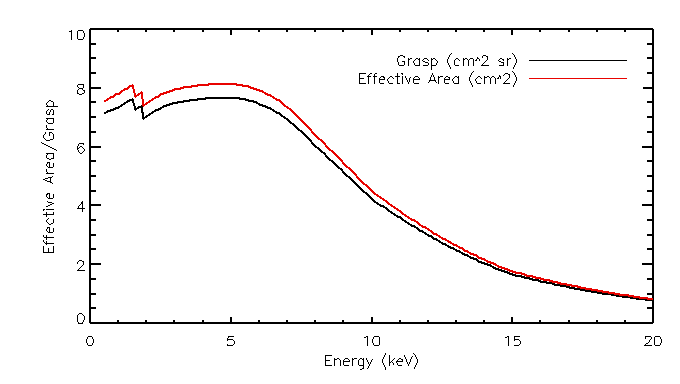 10
Grasp (cm^2 sr)
Effective Area (cm^2)
8
6
4
2
0
Effective Area/Grasp
0 5 10 15 20
Energy (keV)